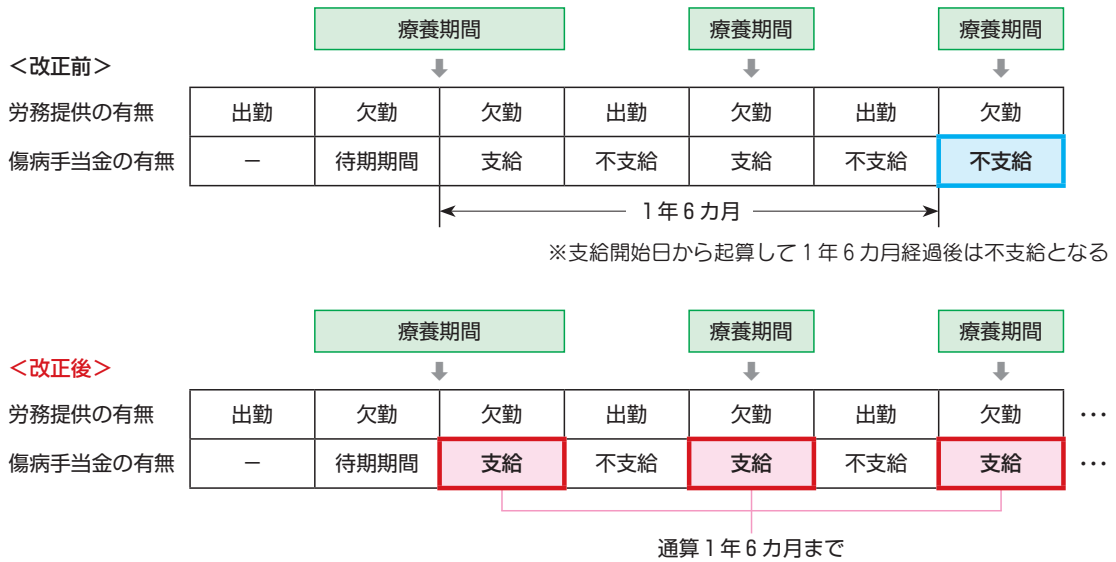 療養期間 療養期間 療養期間
<改正前>
労務提供の有無 出勤 欠勤 欠勤 出勤 欠勤 出勤 欠勤
傷病手当金の有無 － 待期期間 支給 不支給 支給 不支給 不支給
1年6カ月
※支給開始日から起算して1年6カ月経過後は不支給となる
療養期間 療養期間 療養期間
<改正後>
労務提供の有無 出勤 欠勤 欠勤 出勤 欠勤 出勤 欠勤 …
傷病手当金の有無 － 待期期間 支給 不支給 支給 不支給 支給 …
通算1年6カ月まで